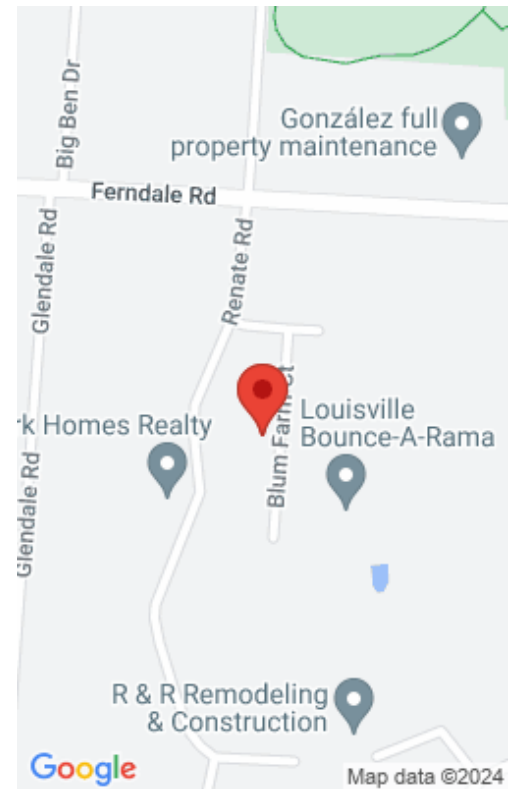 Big Ben Dr
González full
property maintenance
Ferndale Rd
Glendale Rd
Renate Rd
rk Homes Realty
Louisville
Bounce-A-Rama
Blum Farm Ct
Glendale Rd
R & R Remodeling
& Construction
Google
Map data ©2024